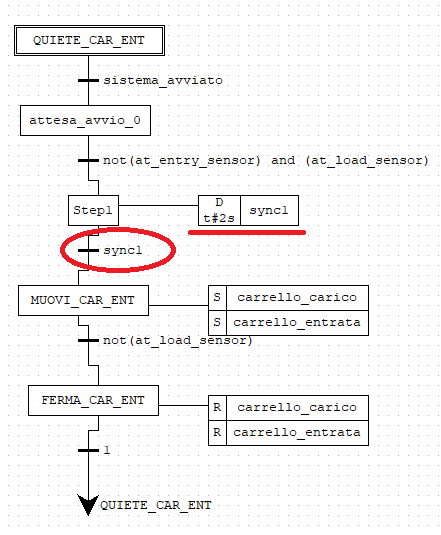 QUIETE_CAR_ENT
sistema_avviato
attesa_avvio_0
not(at_entry_sensor) and (at_load_sensor)
Step1
D
t#2s
sync1
sync1
MUOVI_CAR_ENT
S carrello_carico
S carrello_entrata
not(at_load_sensor)
FERMA_CAR_ENT
R carrello_carico
R carrello_entrata
1
QUIETE_CAR_ENT